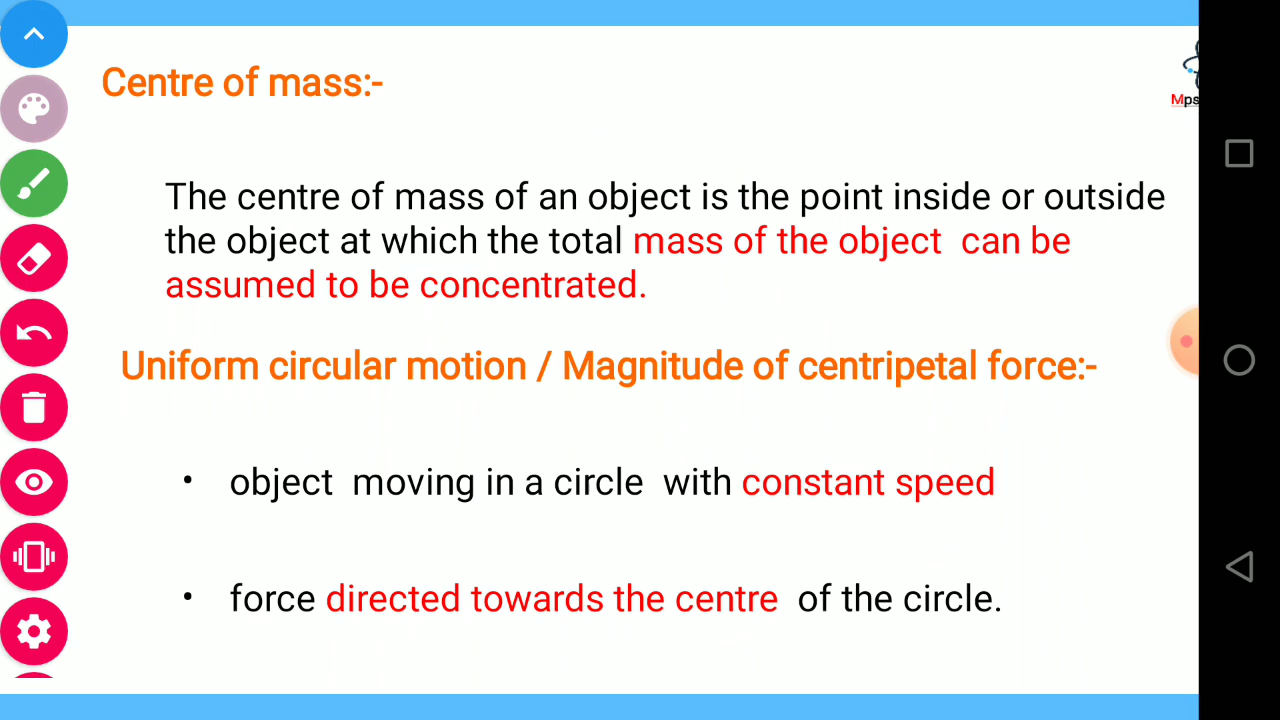 Centre of mass:-
The centre of mass of an object is the point inside or outside
the object at which the total mass of the object can be
assumed to be concentrated.
Uniform circular motion / Magnitude of centripetal force:-
• object moving in a circle with constant speed
• force directed towards the centre of the circle.